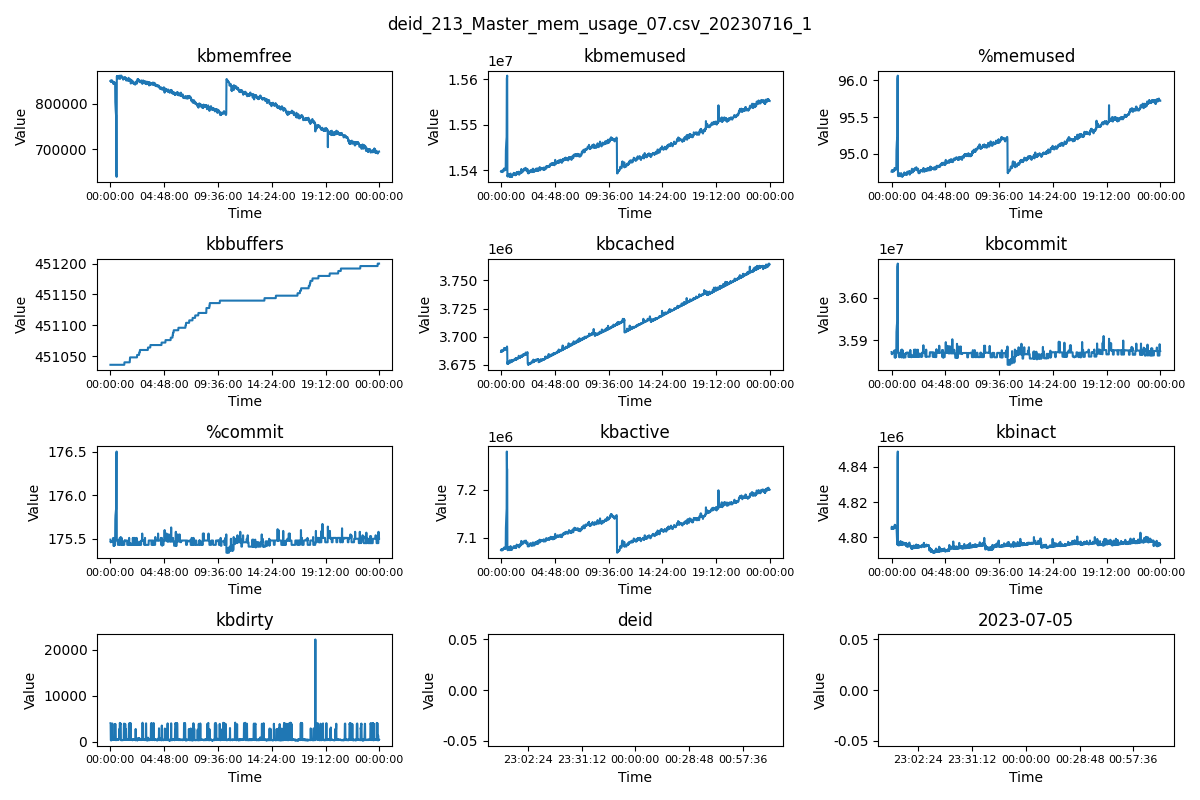 deid_213_Master_mem_usage_07.csv_20230716_1
kbmemfree
Value
800000
700000
00:00:00 04:48:00 09:36:00 14:24:00 19:12:00 00:00:00
Time
kbmemused
1e7
Value
1.56
1.55
1.54
00:00:00 04:48:00 09:36:00 14:24:00 19:12:00 00:00:00
Time
%memused
Value
96.0
95.5
95.0
00:00:00 04:48:00 09:36:00 14:24:00 19:12:00 00:00:00
Time
kbbuffers
Value
451200
451150
451100
451050
00:00:00 04:48:00 09:36:00 14:24:00 19:12:00 00:00:00
Time
kbcached
1e6
Value
3.750
3.725
3.700
3.675
00:00:00 04:48:00 09:36:00 14:24:00 19:12:00 00:00:00
Time
kbcommit
1e7
Value
3.60
3.59
00:00:00 04:48:00 09:36:00 14:24:00 19:12:00 00:00:00
Time
%commit
Value
176.5
176.0
175.5
00:00:00 04:48:00 09:36:00 14:24:00 19:12:00 00:00:00
Time
kbactive
1e6
Value
7.2
7.1
00:00:00 04:48:00 09:36:00 14:24:00 19:12:00 00:00:00
Time
kbinact
1e6
Value
4.84
4.82
4.80
00:00:00 04:48:00 09:36:00 14:24:00 19:12:00 00:00:00
Time
kbdirty
Value
20000
10000
0
00:00:00 04:48:00 09:36:00 14:24:00 19:12:00 00:00:00
Time
deid
Value
0.05
0.00
-0.05
23:02:24 23:31:12 00:00:00 00:28:48 00:57:36
Time
2023-07-05
Value
0.05
0.00
-0.05
23:02:24 23:31:12 00:00:00 00:28:48 00:57:36
Time